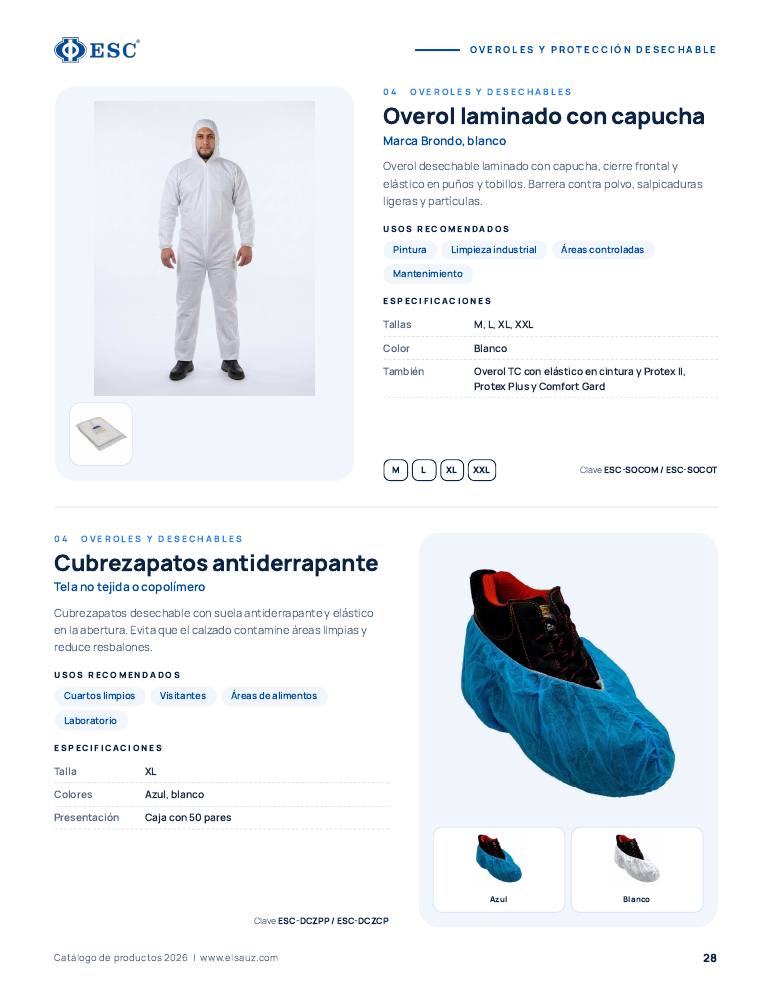 ESC
OVEROLES Y PROTECCIÓN DESECHABLE
04 OVEROLES Y DESECHABLES
Overol laminado con capucha
Marca Brondo, blanco
Overol desechable laminado con capucha, cierre frontal y
elástico en puños y tobillos. Barrera contra polvo, salpicaduras
ligeras y partículas.
USOS RECOMENDADOS
Pintura Limpieza industrial Áreas controladas
Mantenimiento
ESPECIFICACIONES
Tallas M, L, XL, XXL
Color Blanco
También Overol TC con elástico en cintura y Protex II,
Protex Plus y Comfort Gard
M L XL XXL Clave ESC-SOCOM / ESC-SOCOT
04 OVEROLES Y DESECHABLES
Cubrezapatos antiderrapante
Tela no tejida o copolímero
Cubrezapatos desechable con suela antiderrapante y elástico
en la abertura. Evita que el calzado contamine áreas limpias y
reduce resbalones.
USOS RECOMENDADOS
Cuartos limpios Visitantes Áreas de alimentos
Laboratorio
ESPECIFICACIONES
Talla XL
Colores Azul, blanco
Presentación Caja con 50 pares
Clave ESC-DCZPP / ESC-DCZCP
Azul Blanco
Catálogo de productos 2026 | www.elsauz.com 28